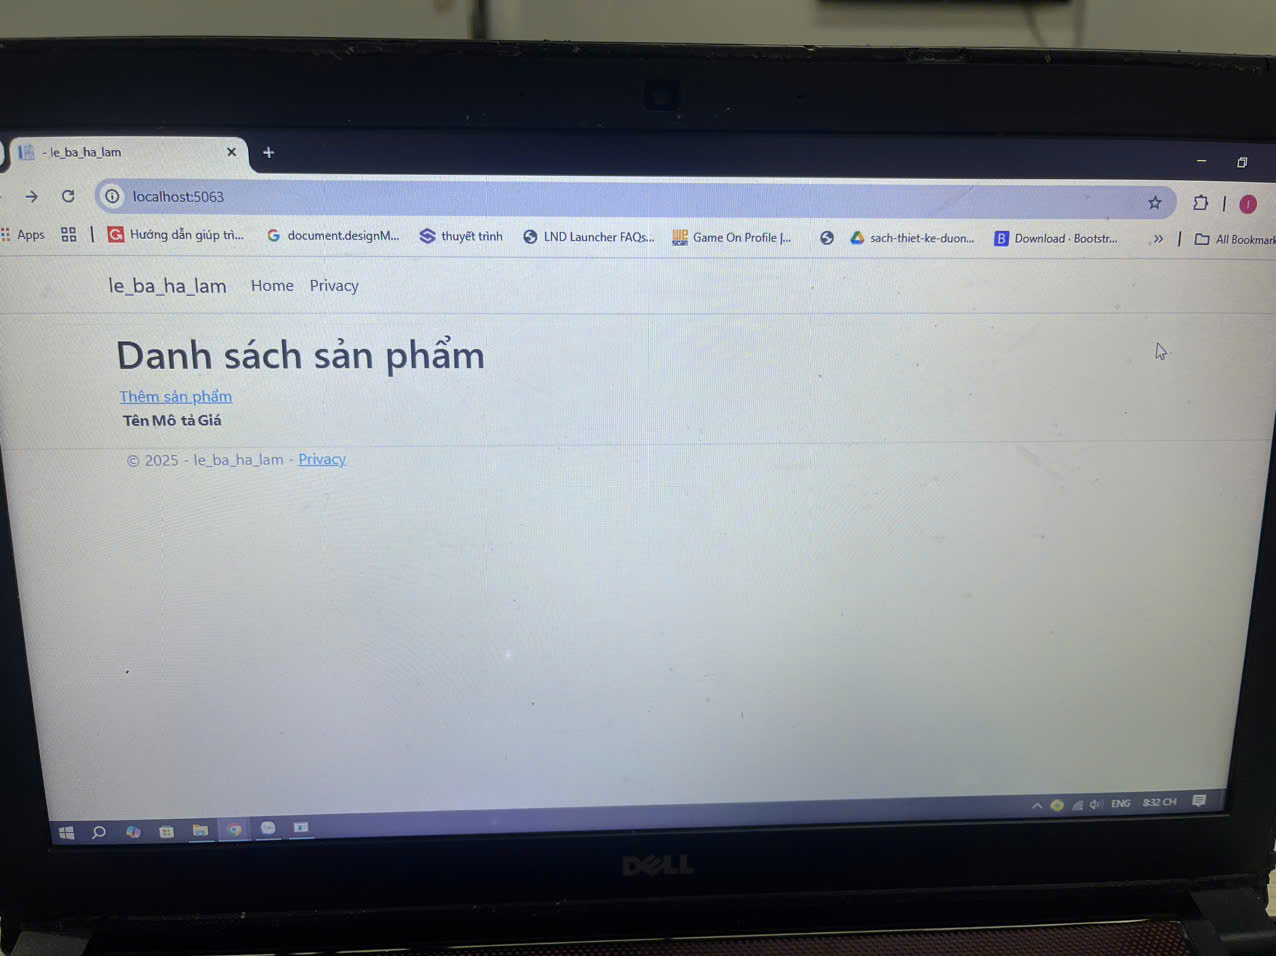 - le_ba_ha_lam
localhost:5063
Apps
Hướng dẫn giúp trì...
document.designM...
thuyết trình
LND Launcher FAQs...
Game On Profile |...
sach-thiet-ke-duon...
Download · Bootstr...
All Bookmark
le_ba_ha_lam Home Privacy
Danh sách sản phẩm
Thêm sản phẩm
Tên Mô tả Giá
© 2025 - le_ba_ha_lam - Privacy
ENG 8:32 CH
DELL